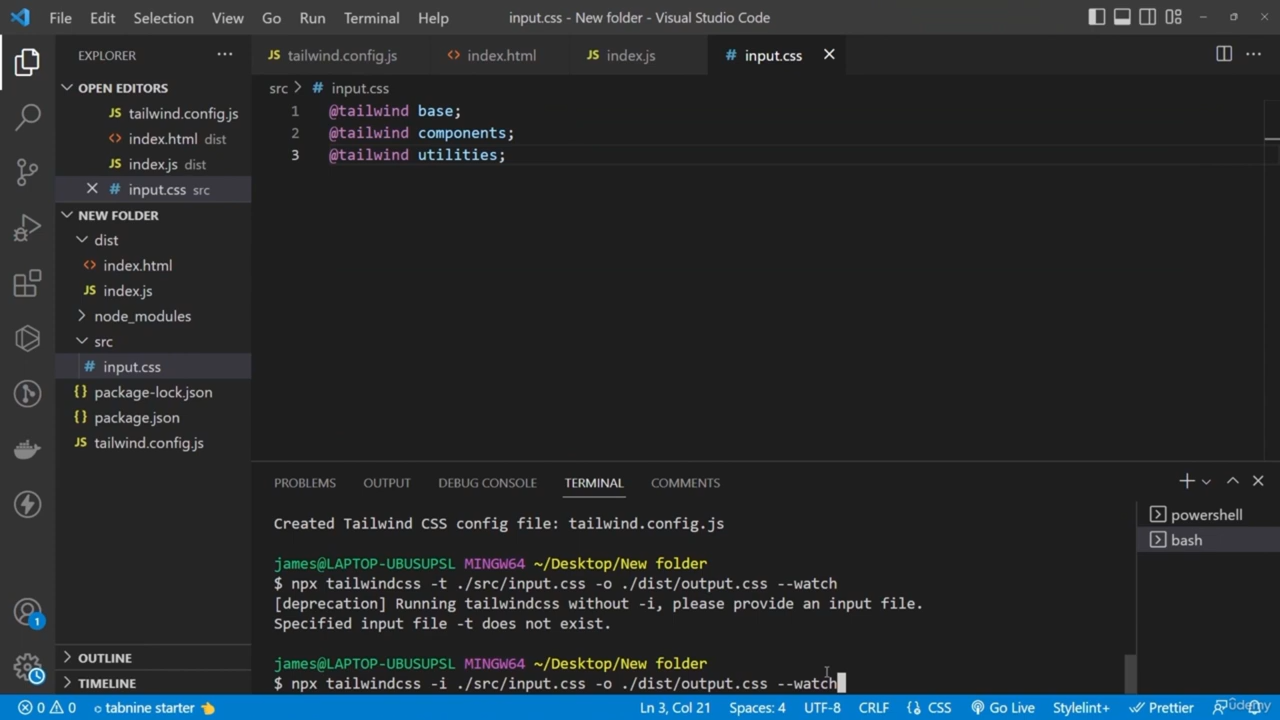 File Edit Selection View Go Run Terminal Help input.css - New folder - Visual Studio Code
EXPLORER
JS tailwind.config.js <> index.html JS index.js # input.css
src > # input.css
OPEN EDITORS
JS tailwind.config.js
<> index.html dist
JS index.js dist
# input.css src
NEW FOLDER
dist
<> index.html
JS index.js
node_modules
src
# input.css
{} package-lock.json
{} package.json
JS tailwind.config.js
OUTLINE
TIMELINE
1 @tailwind base;
2 @tailwind components;
3 @tailwind utilities;
PROBLEMS OUTPUT DEBUG CONSOLE TERMINAL COMMENTS
Created Tailwind CSS config file: tailwind.config.js
james@LAPTOP-UBUSUPSL MINGW64 ~/Desktop/New folder
$ npx tailwindcss -t ./src/input.css -o ./dist/output.css --watch
[deprecation] Running tailwindcss without -i, please provide an input file.
Specified input file -t does not exist.
james@LAPTOP-UBUSUPSL MINGW64 ~/Desktop/New folder
$ npx tailwindcss -i ./src/input.css -o ./dist/output.css --watch
powershell
bash
1
0 0 tabnine starter 👈 Ln 3, Col 21 Spaces: 4 UTF-8 CRLF {} CSS Go Live Stylelint+ Prettier
udemy